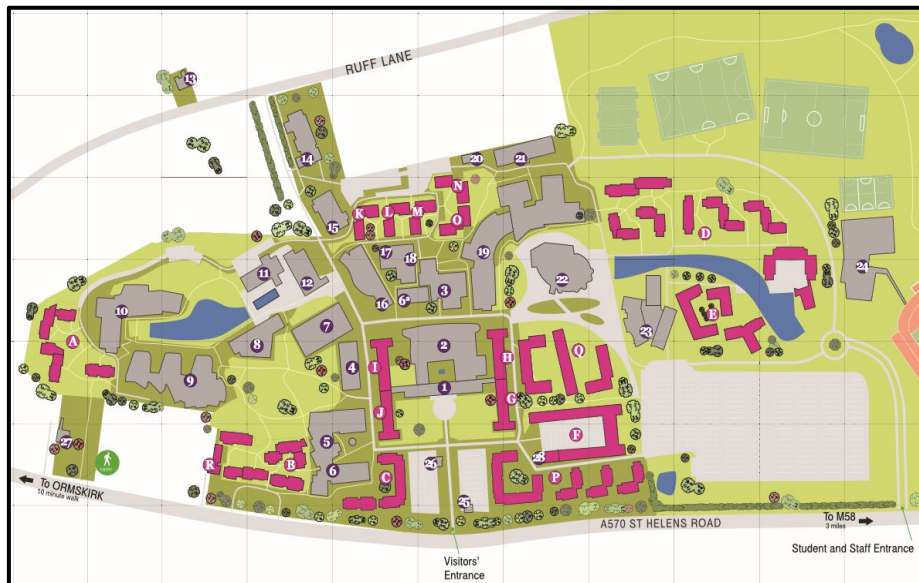 RUFF LANE
13
14
20
21
N
K
L
M
O
15
D
17
18
19
11
12
22
24
16
6a
3
10
E
23
A
7
8
2
H
Q
I
4
9
1
G
J
F
5
27
R
B
6
26
28
C
P
25
To ORMSKIRK
10 minute walk
A570 ST HELENS ROAD
To M58
3 miles
Visitors'
Entrance
Student and Staff Entrance